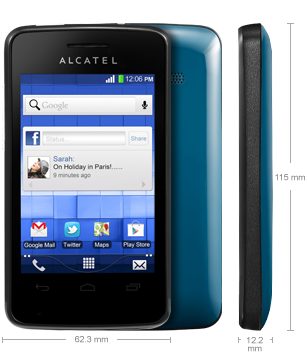 ALCATEL
12:06 PM
Google
Status...
Share
Sarah:
On Holiday in Paris!......
9 minutes ago
Google Mail Twitter Maps Play Store
115 mm
62.3 mm
12.2
mm